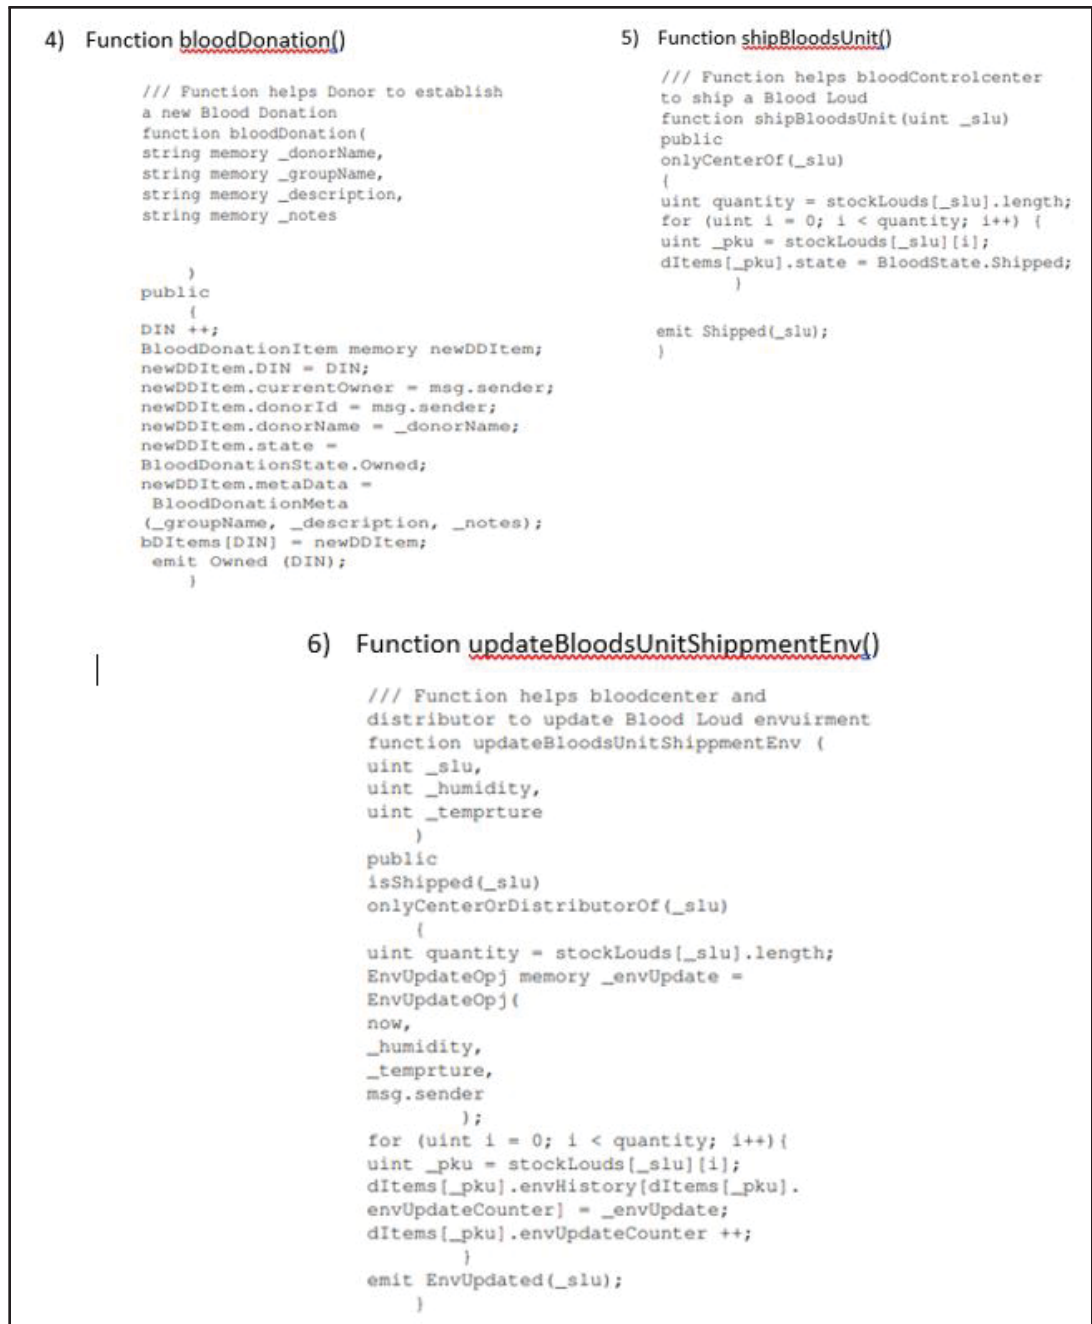 4) Function bloodDonation()
/// Function helps Donor to establish
a new Blood Donation
function bloodDonation(
string memory _donorName,
string memory _groupName,
string memory _description,
string memory _notes
)
public
{
DIN ++;
BloodDonationItem memory newDDItem;
newDDItem.DIN = DIN;
newDDItem.currentOwner = msg.sender;
newDDItem.donorId = msg.sender;
newDDItem.donorName = _donorName;
newDDItem.state =
BloodDonationState.Owned;
newDDItem.metaData =
BloodDonationMeta
(_groupName, _description, _notes);
bDItems[DIN] = newDDItem;
emit Owned (DIN);
}
5) Function shipBloodsUnit()
/// Function helps bloodControlcenter
to ship a Blood Loud
function shipBloodsUnit(uint _slu)
public
onlyCenterOf(_slu)
{
uint quantity = stockLouds[_slu].length;
for (uint i = 0; i < quantity; i++) {
uint _pku = stockLouds[_slu][i];
dItems[_pku].state = BloodState.Shipped;
}
emit Shipped(_slu);
}
6) Function updateBloodsUnitShippmentEnv()
/// Function helps bloodcenter and
distributor to update Blood Loud envuirment
function updateBloodsUnitShippmentEnv (
uint _slu,
uint _humidity,
uint _temprture
)
public
isShipped(_slu)
onlyCenterOrDistributorOf(_slu)
{
uint quantity = stockLouds[_slu].length;
EnvUpdateOpj memory _envUpdate =
EnvUpdateOpj(
now,
_humidity,
_temprture,
msg.sender
);
for (uint i = 0; i < quantity; i++){
uint _pku = stockLouds[_slu][i];
dItems[_pku].envHistory[dItems[_pku].
envUpdateCounter] = _envUpdate;
dItems[_pku].envUpdateCounter ++;
}
emit EnvUpdated(_slu);
}